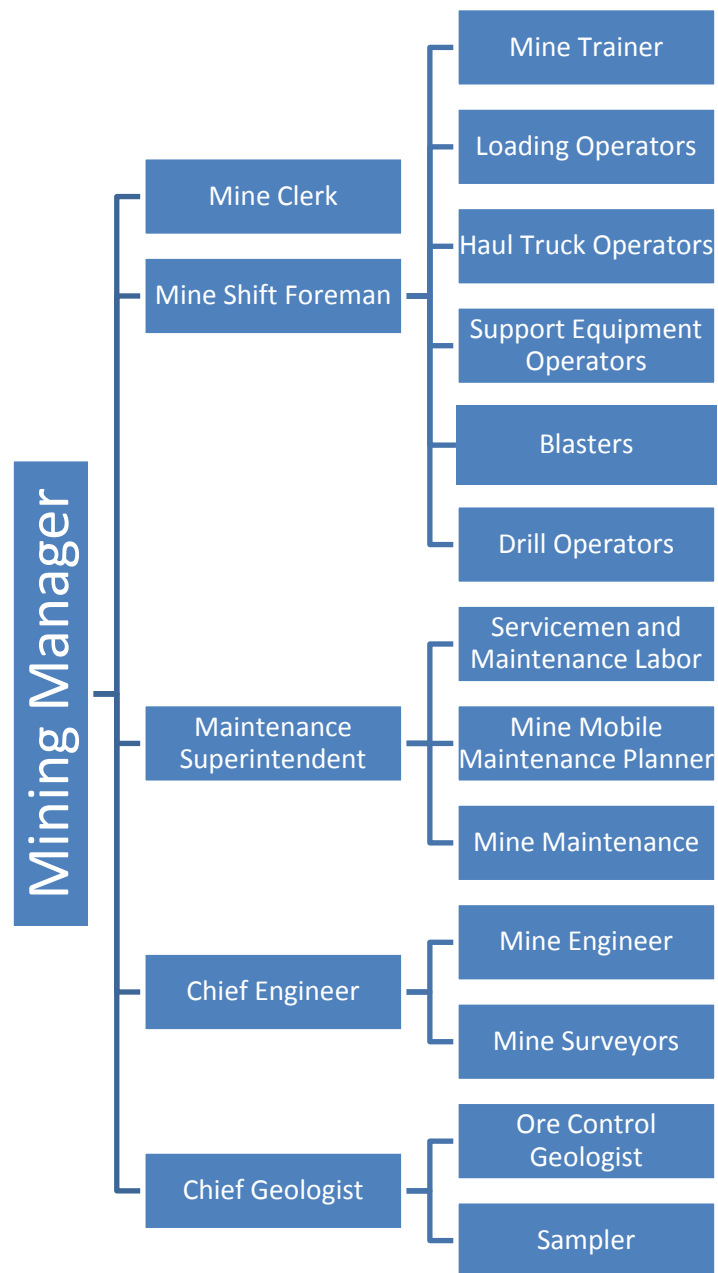 Mining Manager
Mine Clerk
Mine Shift Foreman
Mine Trainer
Loading Operators
Haul Truck Operators
Support Equipment
Operators
Blasters
Drill Operators
Maintenance
Superintendent
Servicemen and
Maintenance Labor
Mine Mobile
Maintenance Planner
Mine Maintenance
Chief Engineer
Mine Engineer
Mine Surveyors
Chief Geologist
Ore Control
Geologist
Sampler